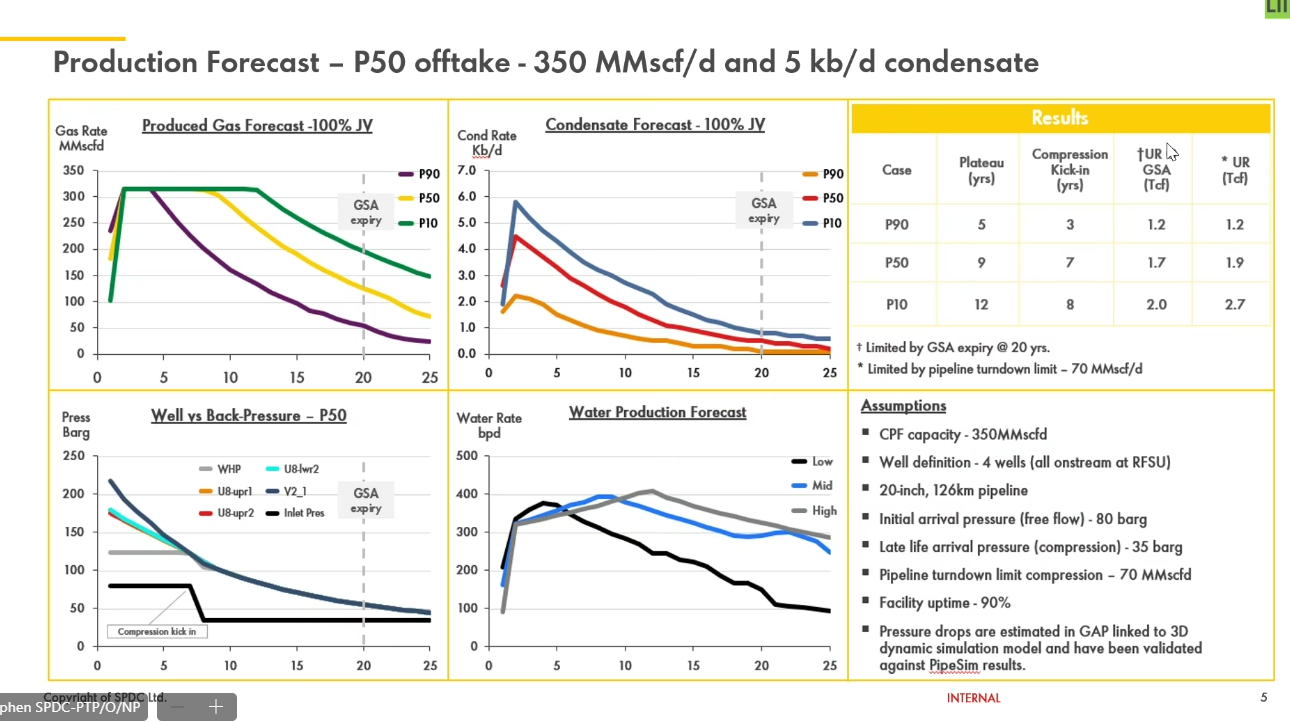 LII
Production Forecast – P50 offtake - 350 MMscf/d and 5 kb/d condensate
Gas Rate
MMscfd
Produced Gas Forecast -100% JV
350
300
250
200
150
100
50
0
0 5 10 15 20 25
P90
P50
P10
GSA
expiry
Cond Rate
Kb/d
Condensate Forecast - 100% JV
7.0
6.0
5.0
4.0
3.0
2.0
1.0
0.0
0 5 10 15 20 25
P90
P50
P10
GSA
expiry
Results
Case
Plateau
(yrs)
Compression
Kick-in
(yrs)
†UR
GSA
(Tcf)
* UR
(Tcf)
P90 5 3 1.2 1.2
P50 9 7 1.7 1.9
P10 12 8 2.0 2.7
† Limited by GSA expiry @ 20 yrs.
* Limited by pipeline turndown limit – 70 MMscf/d
Press
Barg
Well vs Back-Pressure – P50
250
200
150
100
50
0
0 5 10 15 20 25
WHP U8-lwr2
U8-upr1 V2_1
U8-upr2 Inlet Pres
GSA
expiry
Compression kick in
Water Rate
bpd
Water Production Forecast
500
400
300
200
100
0
0 5 10 15 20 25
Low
Mid
High
Assumptions
▪ CPF capacity - 350MMscfd
▪ Well definition - 4 wells (all onstream at RFSU)
▪ 20-inch, 126km pipeline
▪ Initial arrival pressure (free flow) - 80 barg
▪ Late life arrival pressure (compression) - 35 barg
▪ Pipeline turndown limit compression – 70 MMscfd
▪ Facility uptime - 90%
▪ Pressure drops are estimated in GAP linked to 3D
dynamic simulation model and have been validated
against PipeSim results.
Copyright of SPDC Ltd.
phen SPDC-PTP/O/NP
INTERNAL
5